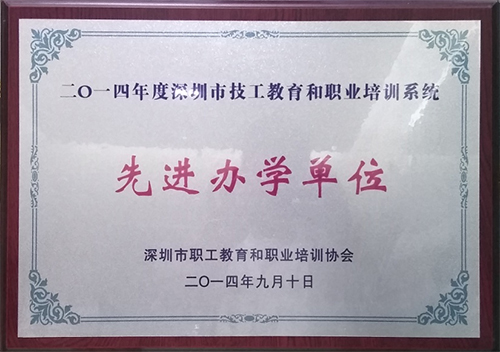 二〇一四年度深圳市技工教育和职业培训系统
先进办学单位
深圳市职工教育和职业培训协会
二〇一四年九月十日